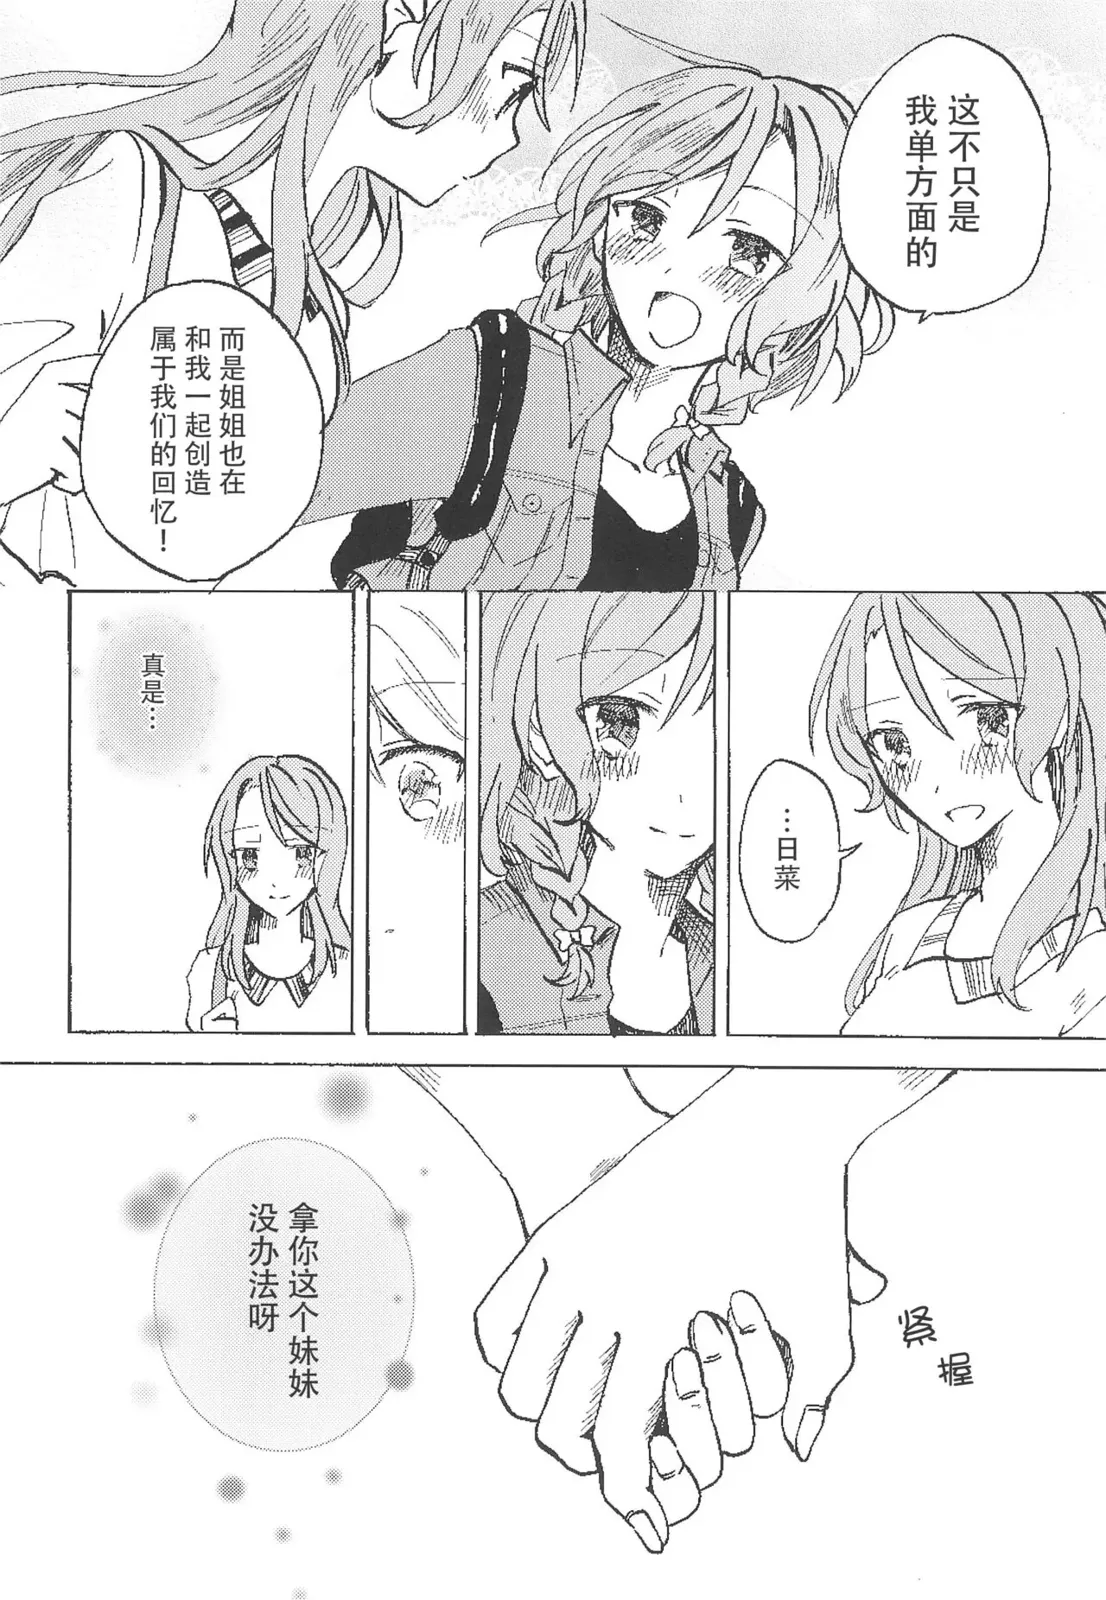 这不只是
我单方面的
而是姐姐也在
和我一起创造
属于我们的回忆！
…日菜
真是…
拿你这个妹妹
没办法呀
紧握